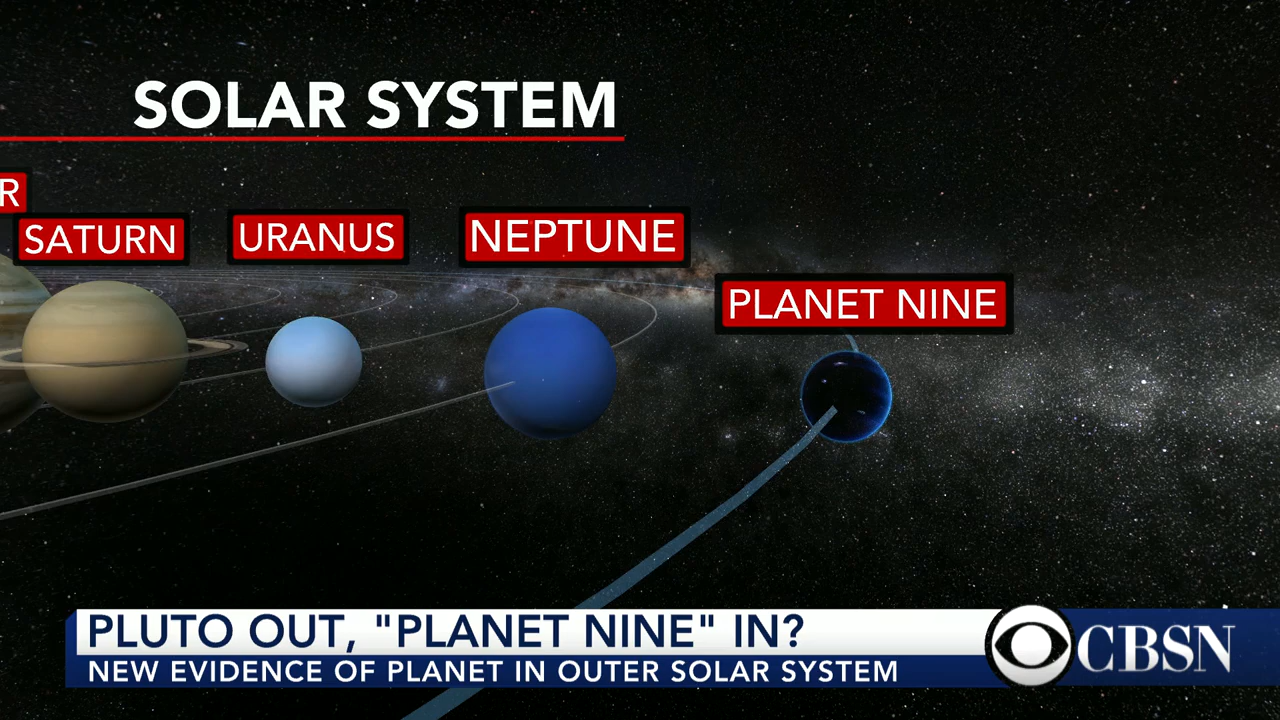 SOLAR SYSTEM
R
SATURN
URANUS
NEPTUNE
PLANET NINE
PLUTO OUT, "PLANET NINE" IN?
NEW EVIDENCE OF PLANET IN OUTER SOLAR SYSTEM
CBSN